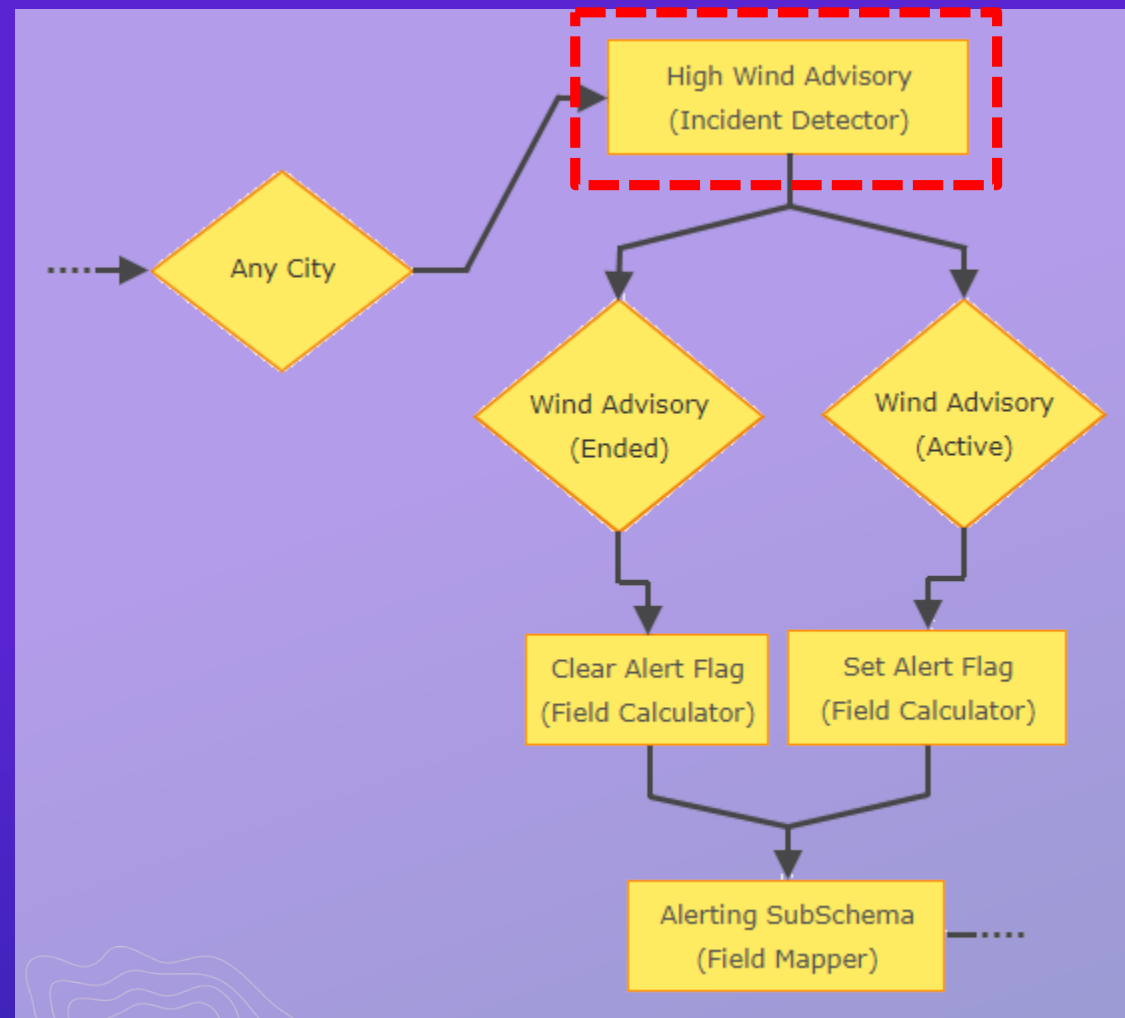 High Wind Advisory
(Incident Detector)
Any City
Wind Advisory
(Ended)
Wind Advisory
(Active)
Clear Alert Flag
(Field Calculator)
Set Alert Flag
(Field Calculator)
Alerting SubSchema
(Field Mapper)